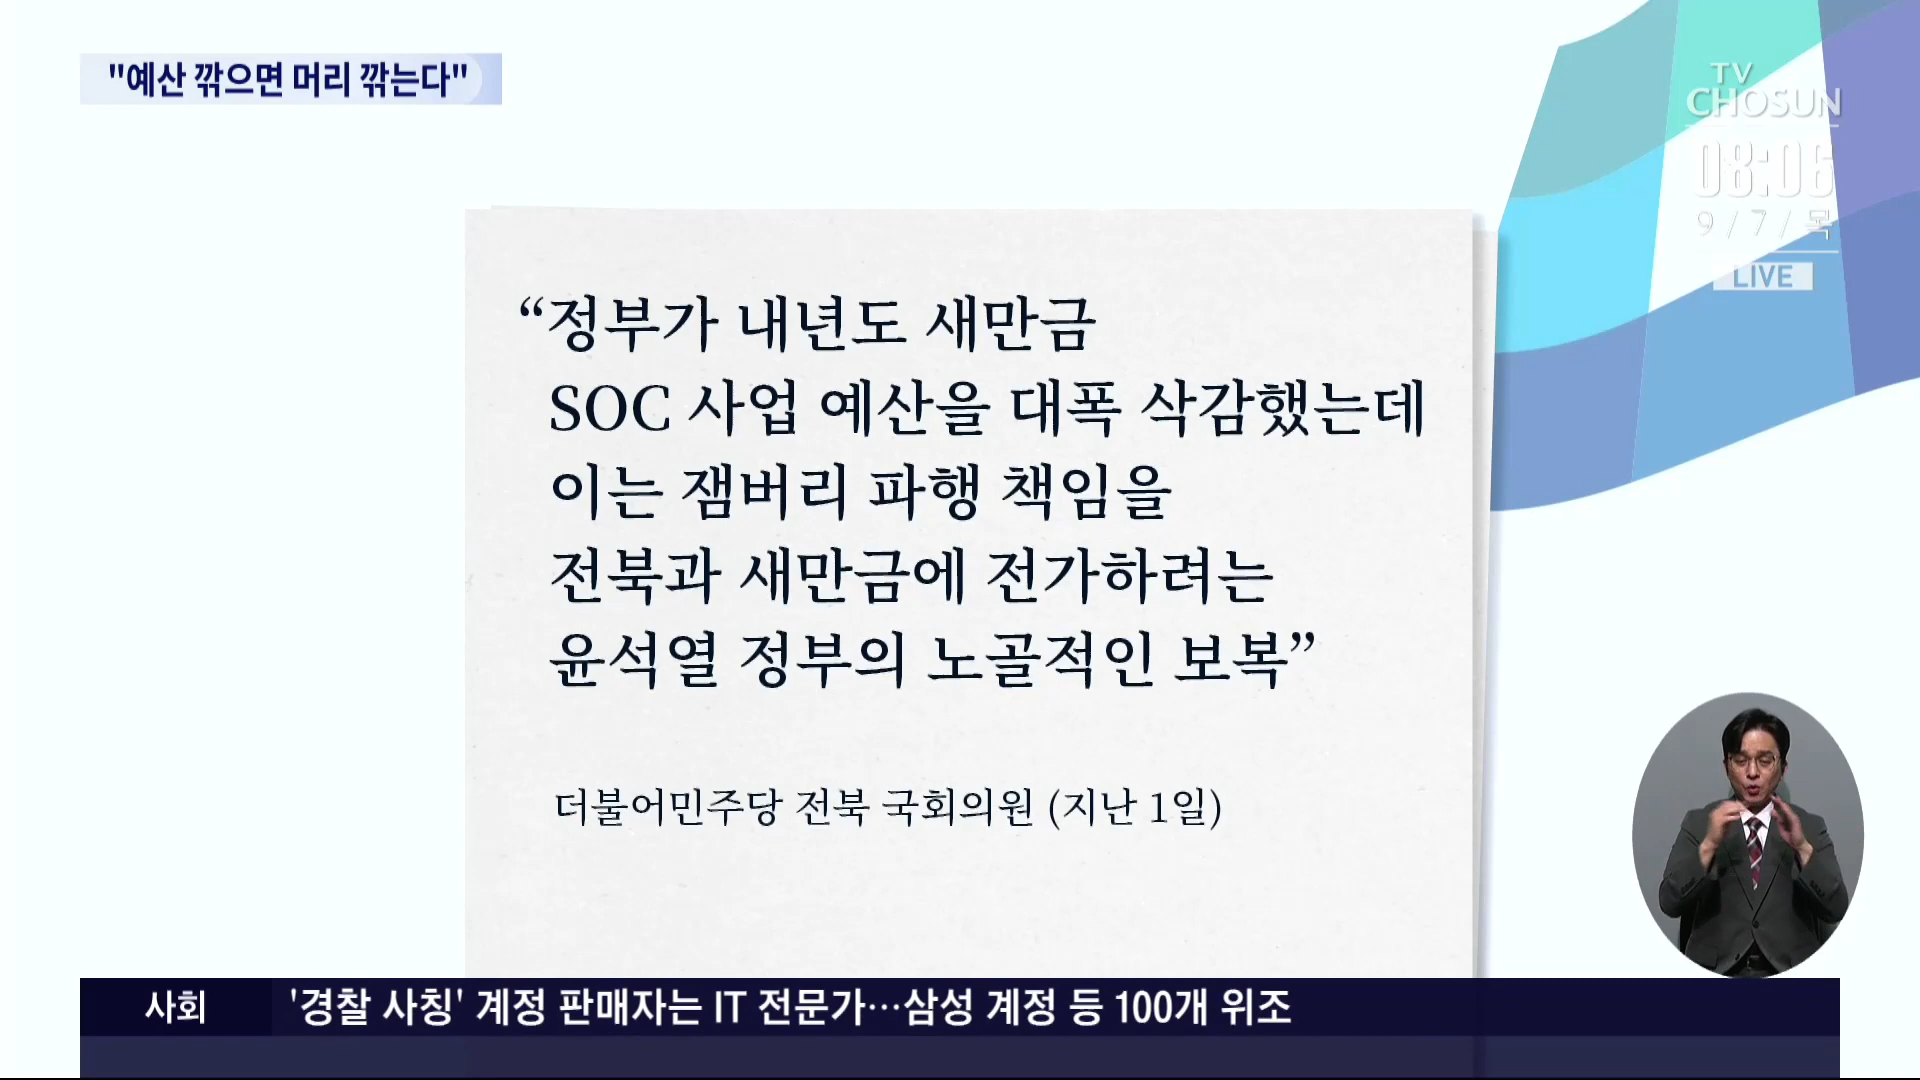 "예산 깎으면 머리 깎는다"
TV
CHOSUN
08:06
9/7/목
LIVE
“정부가 내년도 새만금
SOC 사업 예산을 대폭 삭감했는데
이는 잼버리 파행 책임을
전북과 새만금에 전가하려는
윤석열 정부의 노골적인 보복”
더불어민주당 전북 국회의원 (지난 1일)
사회 '경찰 사칭' 계정 판매자는 IT 전문가…삼성 계정 등 100개 위조